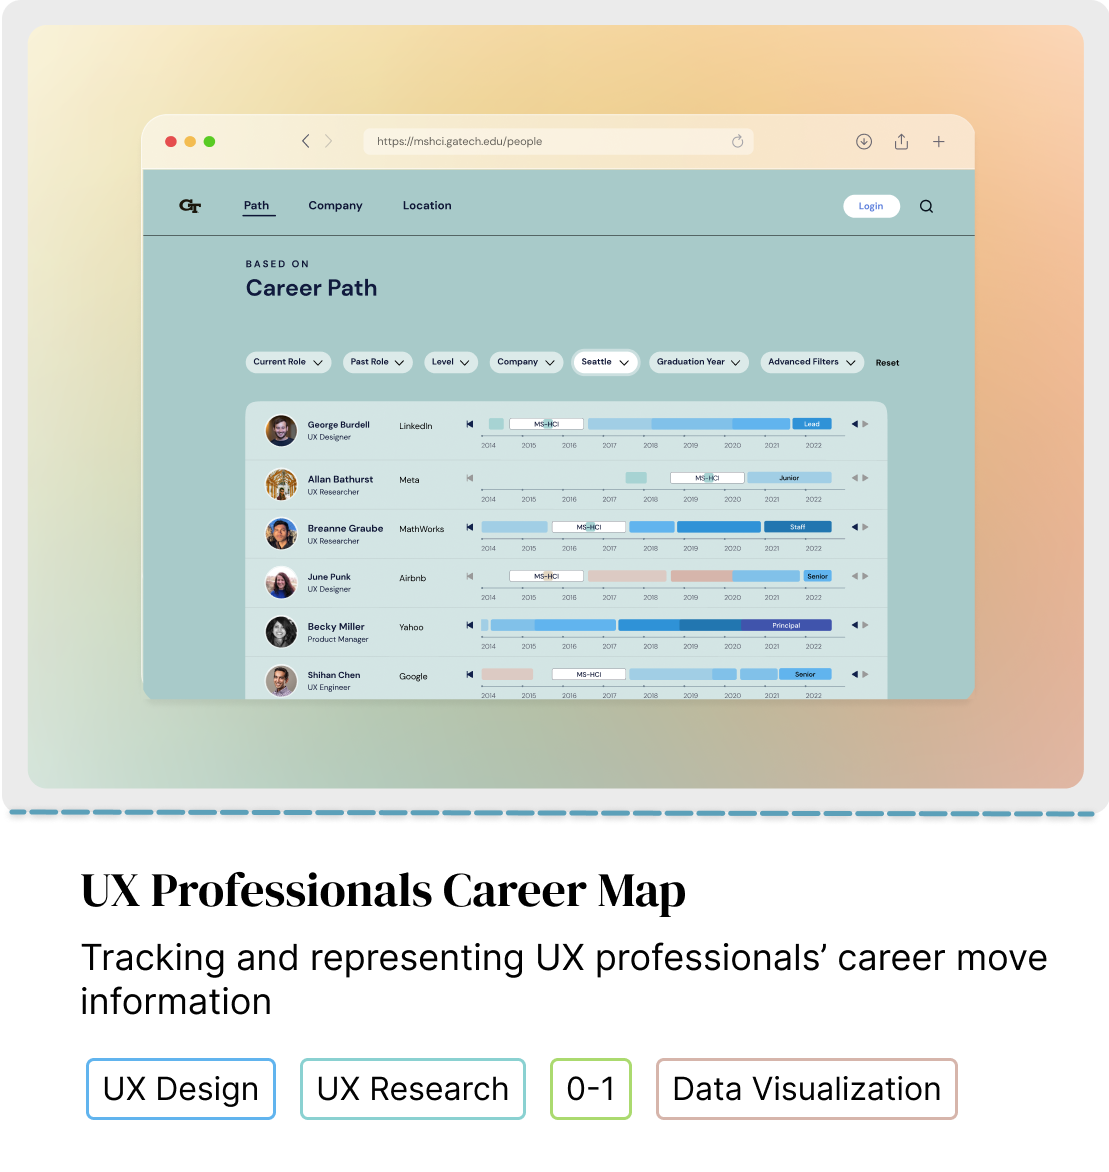 https://mshci.gatech.edu/people
GT
Path
Company
Location
Login
BASED ON
Career Path
Current Role
Past Role
Level
Company
Seattle
Graduation Year
Advanced Filters
Reset
George Burdell
UX Designer
LinkedIn
MS-HCI
Lead
2014 2015 2016 2017 2018 2019 2020 2021 2022
Allan Bathurst
UX Researcher
Meta
MS-HCI
Junior
2014 2015 2016 2017 2018 2019 2020 2021 2022
Breanne Graube
UX Researcher
MathWorks
MS-HCI
Staff
2014 2015 2016 2017 2018 2019 2020 2021 2022
June Punk
UX Designer
Airbnb
MS-HCI
Senior
2014 2015 2016 2017 2018 2019 2020 2021 2022
Becky Miller
Product Manager
Yahoo
Principal
2014 2015 2016 2017 2018 2019 2020 2021 2022
Shihan Chen
UX Engineer
Google
MS-HCI
Senior
2014 2015 2016 2017 2018 2019 2020 2021 2022
UX Professionals Career Map
Tracking and representing UX professionals’ career move
information
UX Design
UX Research
0-1
Data Visualization